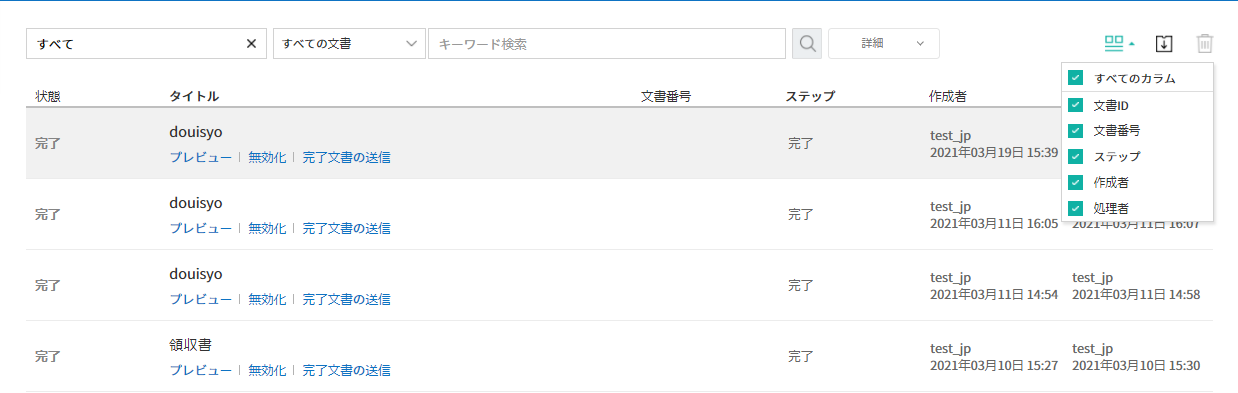 すべて
すべての文書
キーワード検索
詳細
すべてのカラム
文書ID
文書番号
ステップ
作成者
処理者
状態 タイトル 文書番号 ステップ 作成者
完了 douisyo 完了 test_jp
プレビュー 無効化 完了文書の送信 2021年03月19日 15:39
完了 douisyo 完了 test_jp
プレビュー 無効化 完了文書の送信 2021年03月11日 16:05 2021年03月11日 16:07
完了 douisyo 完了 test_jp test_jp
プレビュー 無効化 完了文書の送信 2021年03月11日 14:54 2021年03月11日 14:58
完了 領収書 完了 test_jp test_jp
プレビュー 無効化 完了文書の送信 2021年03月10日 15:27 2021年03月10日 15:30